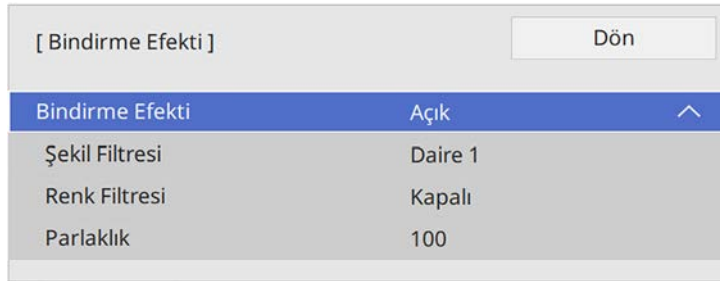 [ Bindirme Efekti ] Dön
Bindirme Efekti Açık
Şekil Filtresi Daire 1
Renk Filtresi Kapalı
Parlaklık 100